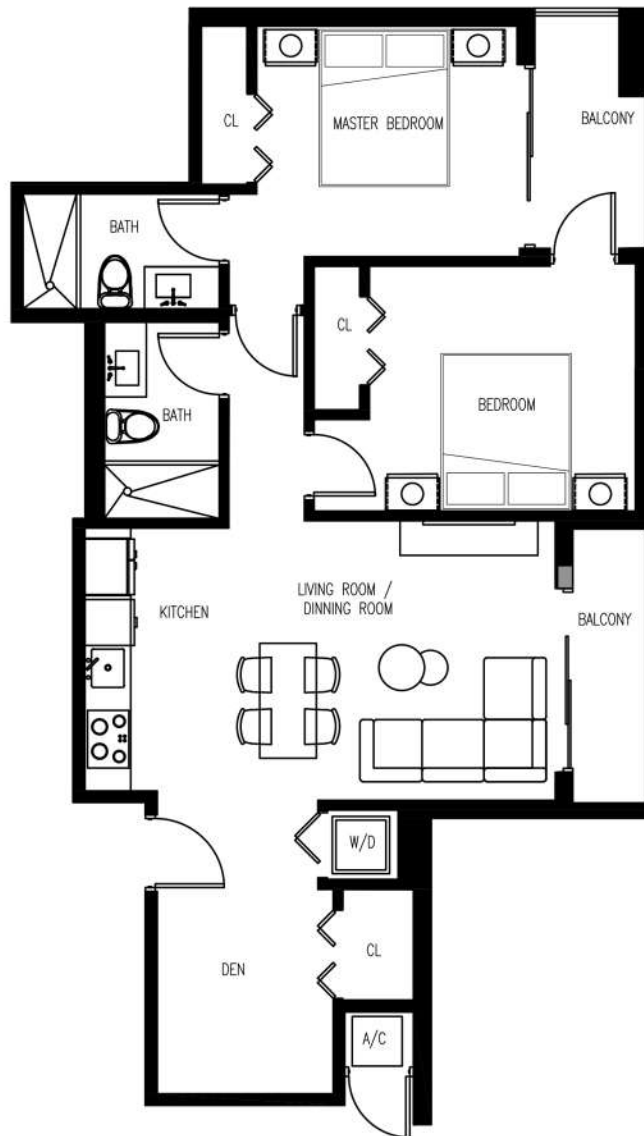 CL
MASTER BEDROOM
BALCONY
BATH
CL
BEDROOM
BATH
LIVING ROOM /
DINNING ROOM
KITCHEN
BALCONY
W/D
DEN
CL
A/C